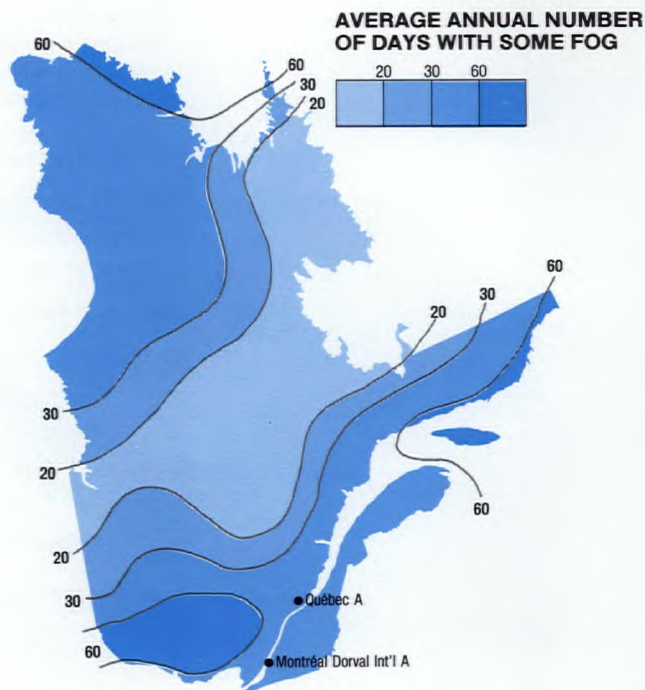 AVERAGE ANNUAL NUMBER
OF DAYS WITH SOME FOG
20 30 60
60
60
30
20
60
30
20
30
20
60
20
30
Québec A
60
Montréal Dorval Int'l A